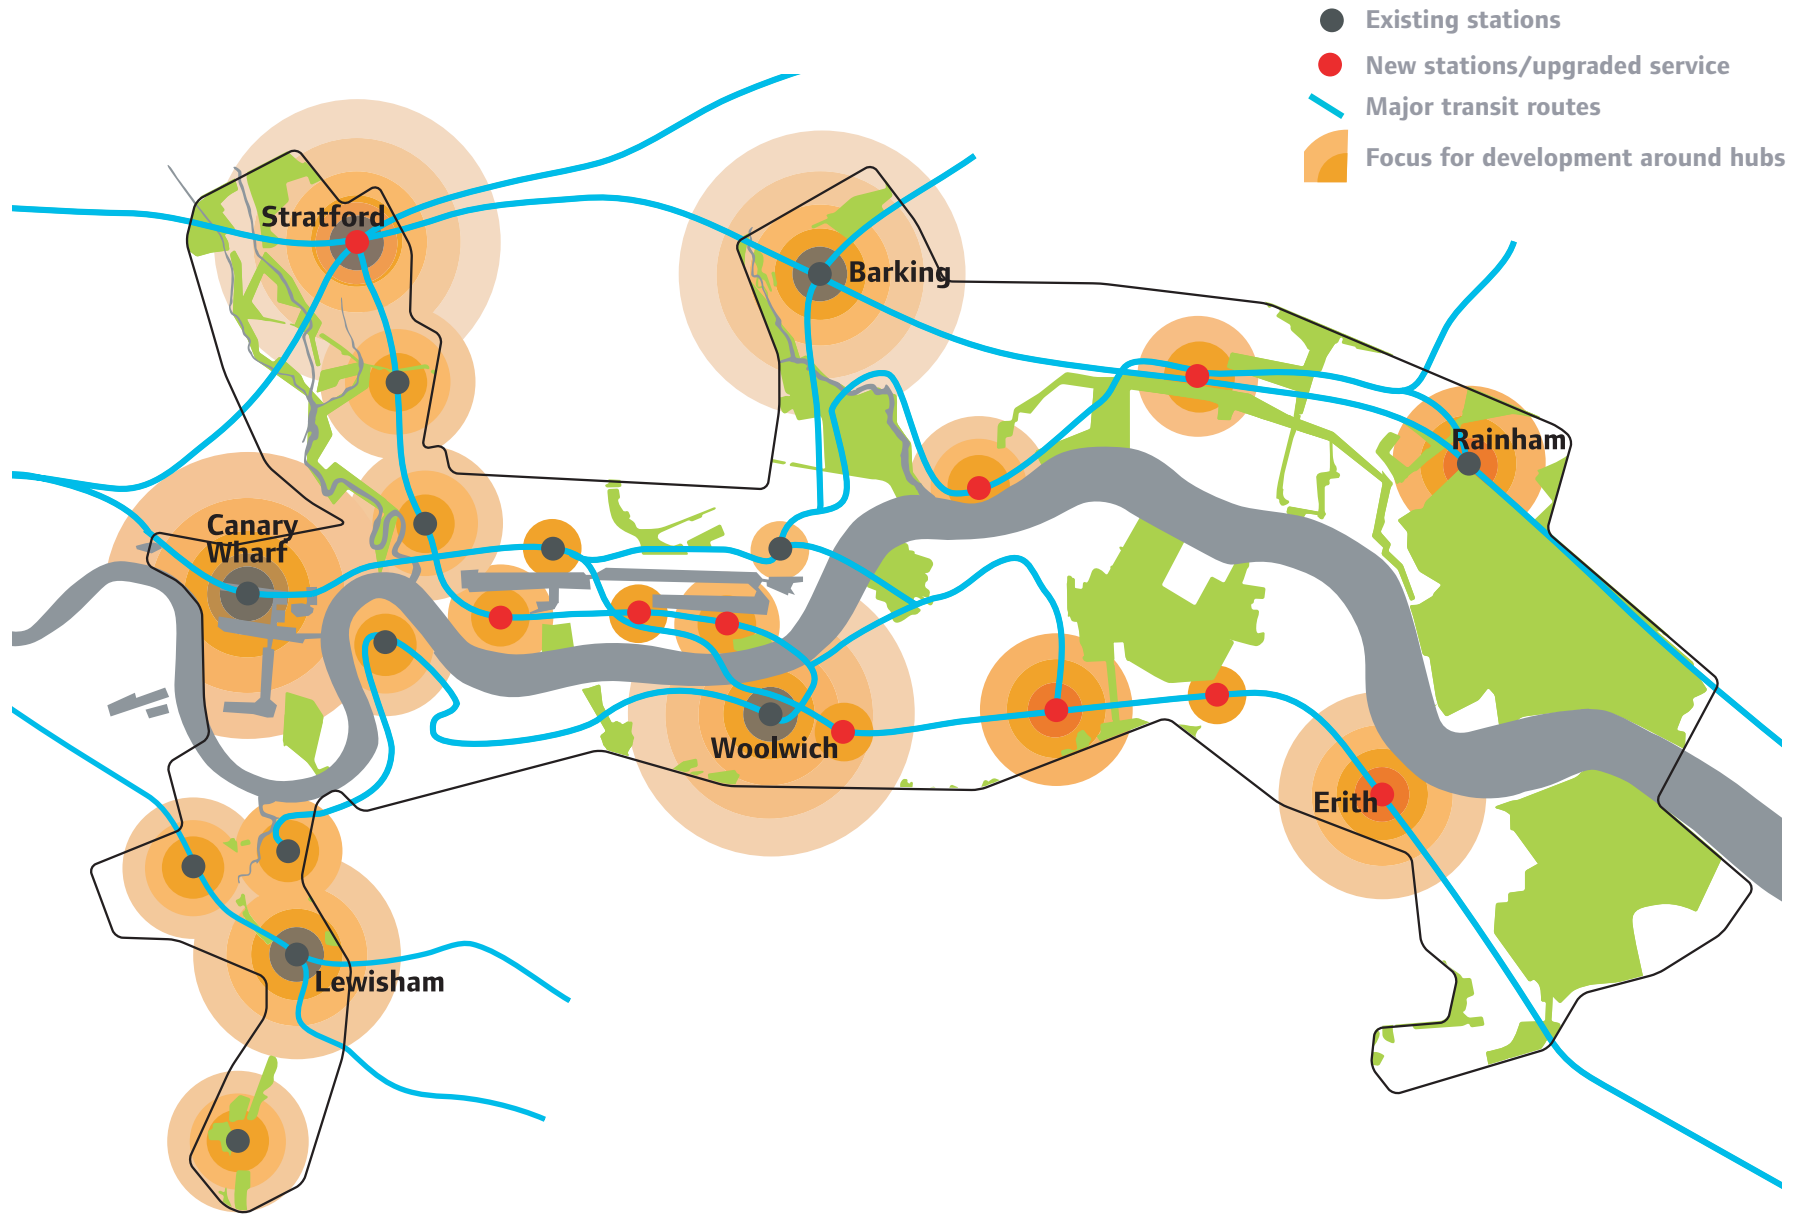 Existing stations
New stations/upgraded service
Major transit routes
Focus for development around hubs
Stratford
Barking
Rainham
Canary
Wharf
Woolwich
Erith
Lewisham